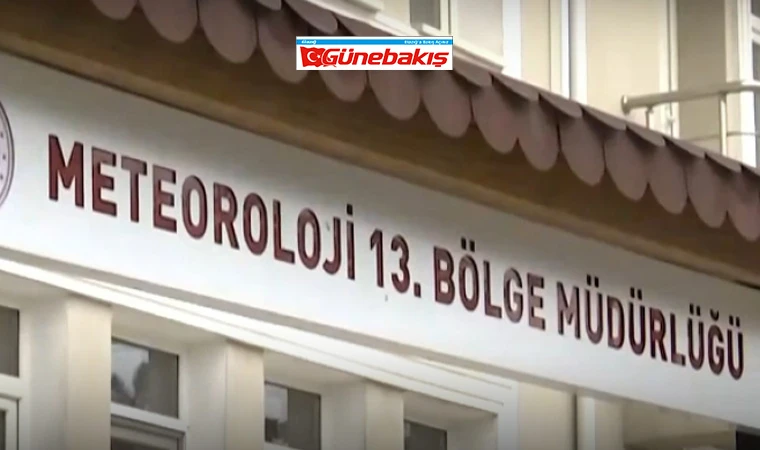 Günebakış
METEOROLOJİ 13. BÖLGE MÜDÜRLÜĞÜ